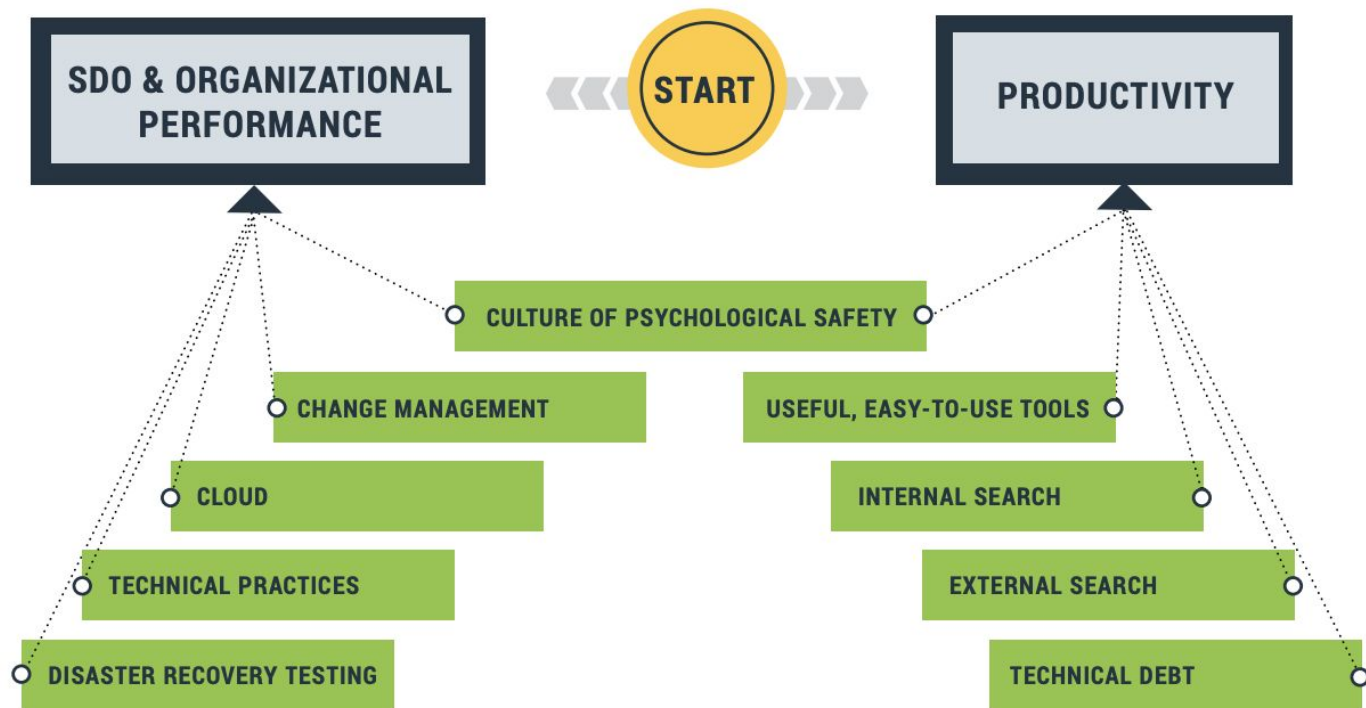 SDO & ORGANIZATIONAL
PERFORMANCE
START
PRODUCTIVITY
CULTURE OF PSYCHOLOGICAL SAFETY
CHANGE MANAGEMENT
USEFUL, EASY-TO-USE TOOLS
CLOUD
INTERNAL SEARCH
TECHNICAL PRACTICES
EXTERNAL SEARCH
DISASTER RECOVERY TESTING
TECHNICAL DEBT